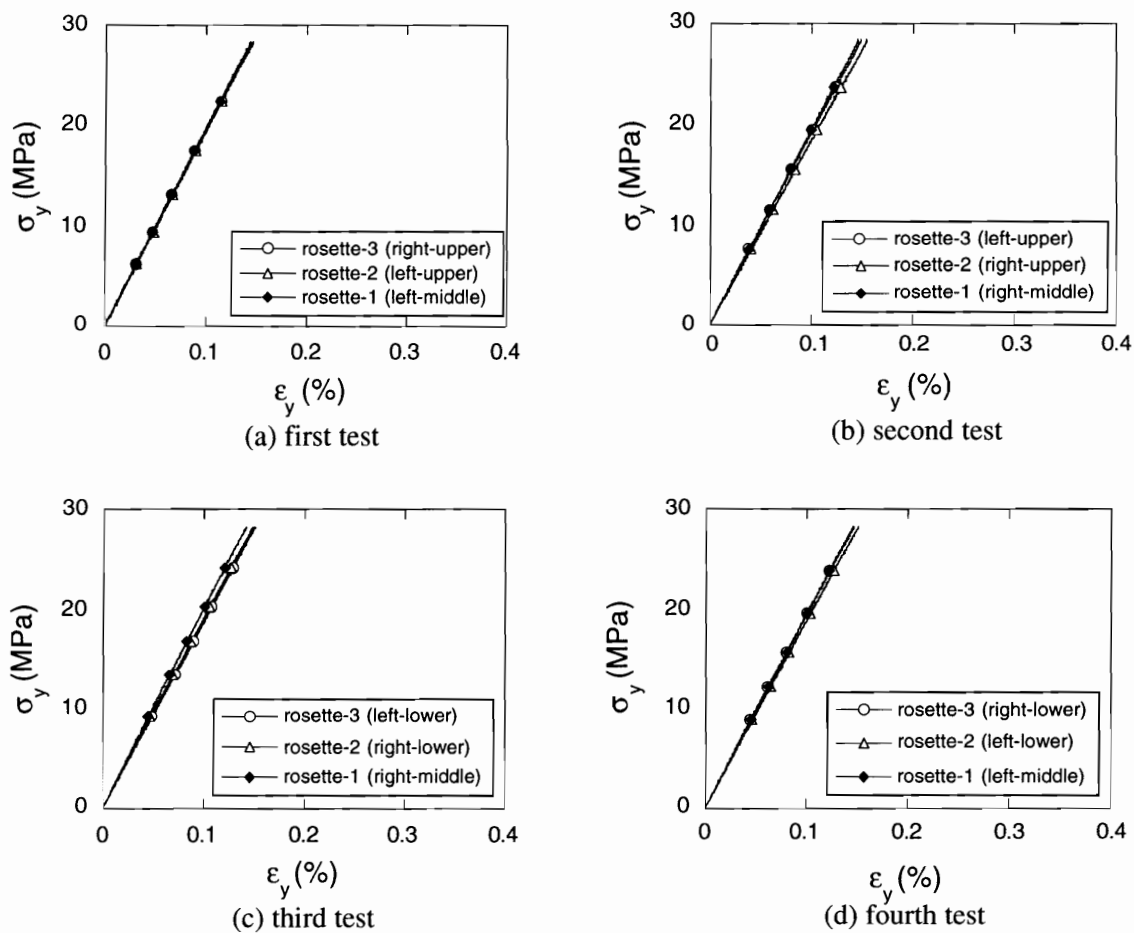 30
20
10
0
σy (MPa)
rosette-3 (right-upper)
rosette-2 (left-upper)
rosette-1 (left-middle)
0 0.1 0.2 0.3 0.4
εy (%)
(a) first test
30
20
10
0
σy (MPa)
rosette-3 (left-upper)
rosette-2 (right-upper)
rosette-1 (right-middle)
0 0.1 0.2 0.3 0.4
εy (%)
(b) second test
30
20
10
0
σy (MPa)
rosette-3 (left-lower)
rosette-2 (right-lower)
rosette-1 (right-middle)
0 0.1 0.2 0.3 0.4
εy (%)
(c) third test
30
20
10
0
σy (MPa)
rosette-3 (right-lower)
rosette-2 (left-lower)
rosette-1 (left-middle)
0 0.1 0.2 0.3 0.4
εy (%)
(d) fourth test